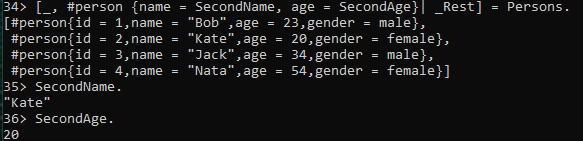 34> [_, #person {name = SecondName, age = SecondAge}| _Rest] = Persons.
[#person{id = 1,name = "Bob",age = 23,gender = male},
 #person{id = 2,name = "Kate",age = 20,gender = female},
 #person{id = 3,name = "Jack",age = 34,gender = male},
 #person{id = 4,name = "Nata",age = 54,gender = female}]
35> SecondName.
"Kate"
36> SecondAge.
20